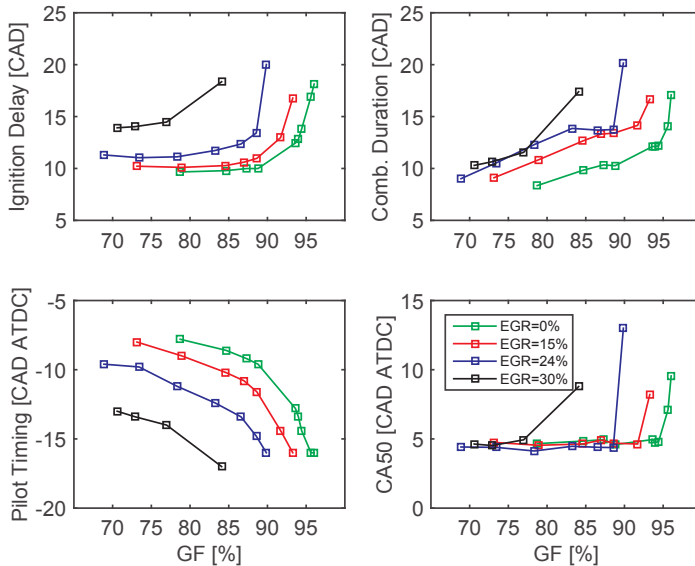 25
20
15
10
5
Ignition Delay [CAD]
70 75 80 85 90 95
25
20
15
10
5
Comb. Duration [CAD]
70 75 80 85 90 95
-5
-10
-15
-20
Pilot Timing [CAD ATDC]
70 75 80 85 90 95
GF [%]
15
10
5
0
CA50 [CAD ATDC]
EGR=0%
EGR=15%
EGR=24%
EGR=30%
70 75 80 85 90 95
GF [%]